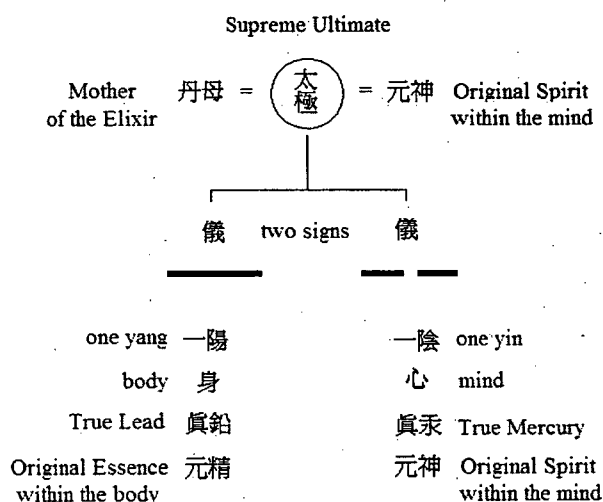 Supreme Ultimate
Mother
of the Elixir
丹母 =
太極
= 元神
Original Spirit
within the mind
儀 two signs 儀
one yang 一陽 一陰 one yin
body 身 心 mind
True Lead 眞鉛 眞汞 True Mercury
Original Essence
within the body
元精
元神
Original Spirit
within the mind